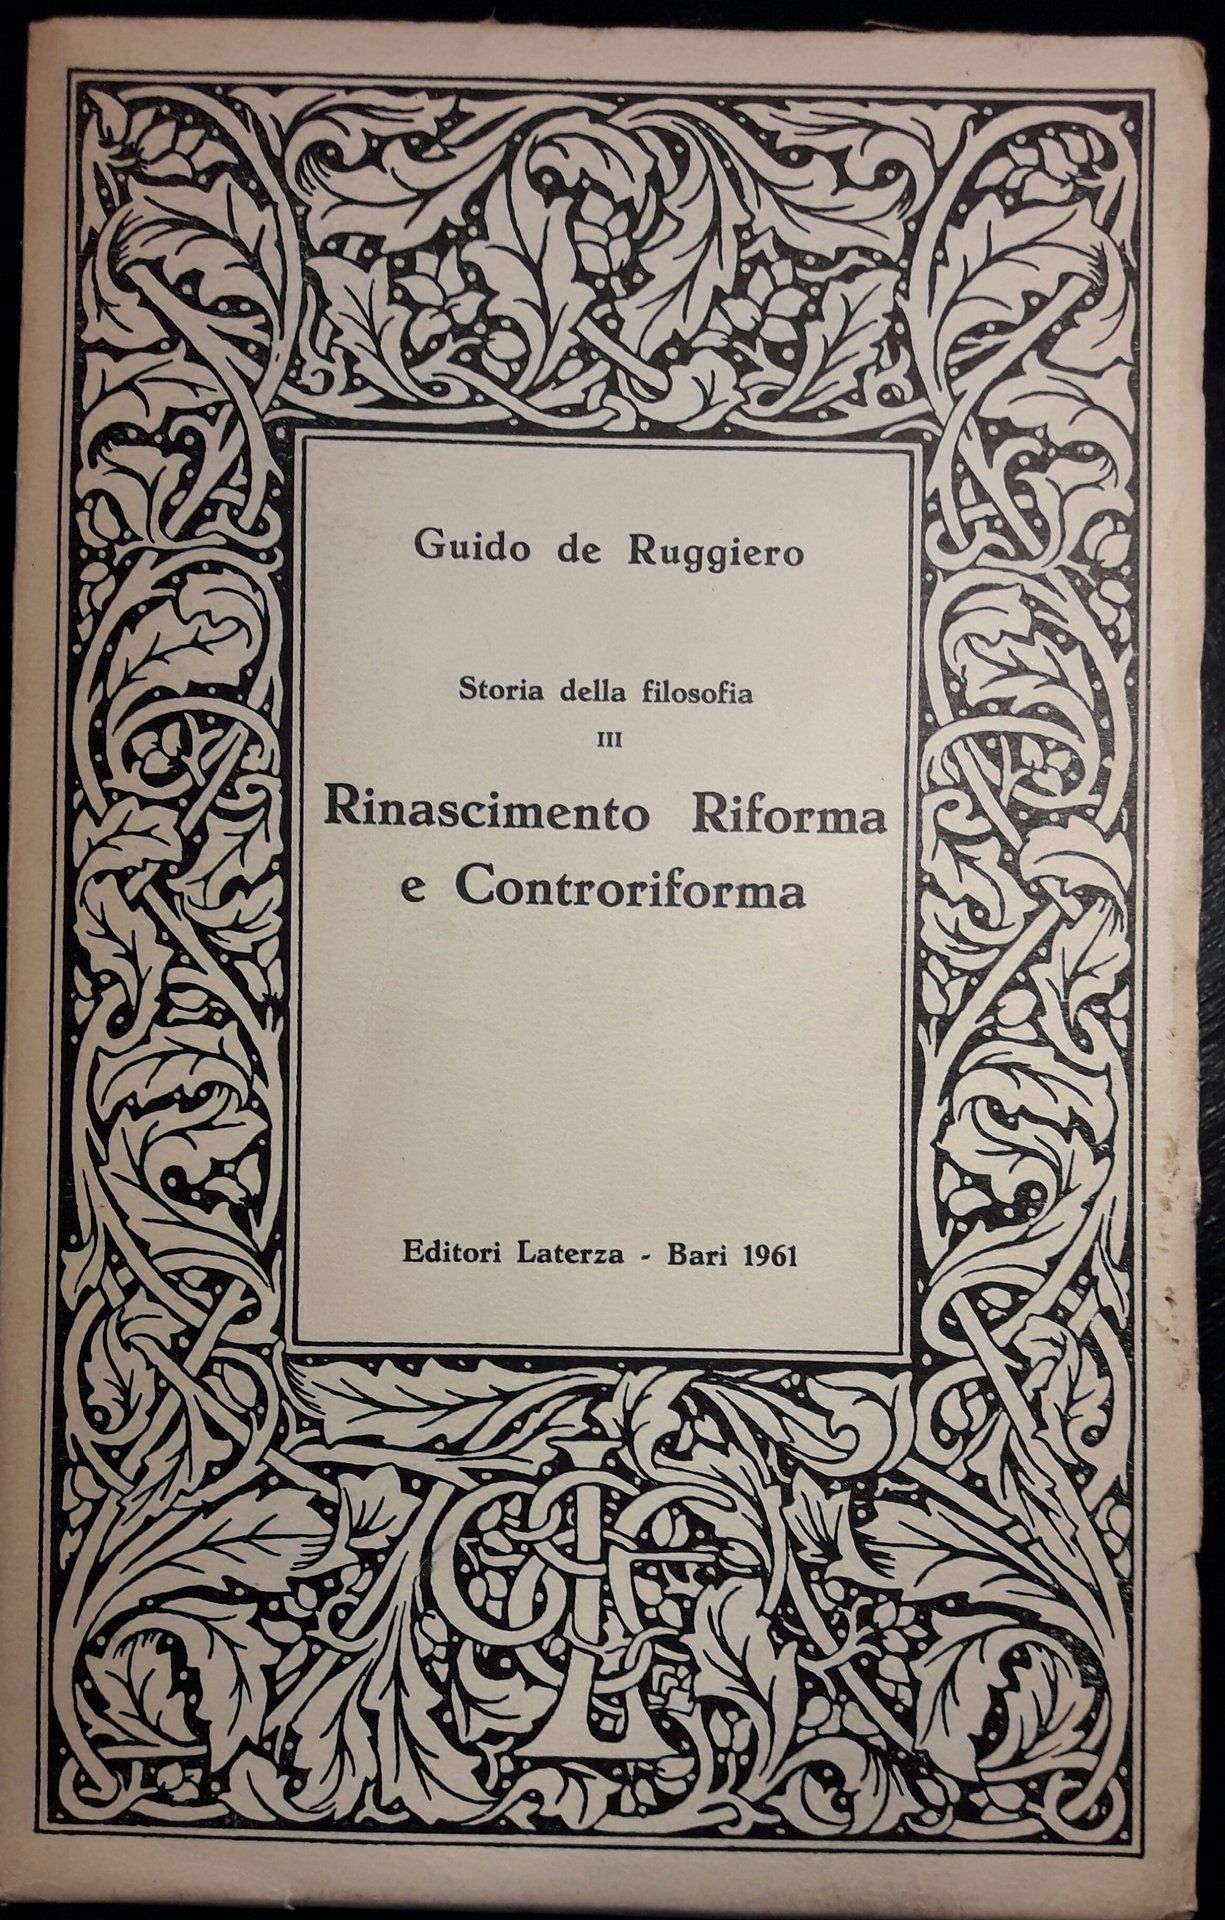 Guido de Ruggiero
Storia della filosofia
III
Rinascimento Riforma
e Controriforma
Editori Laterza - Bari 1961